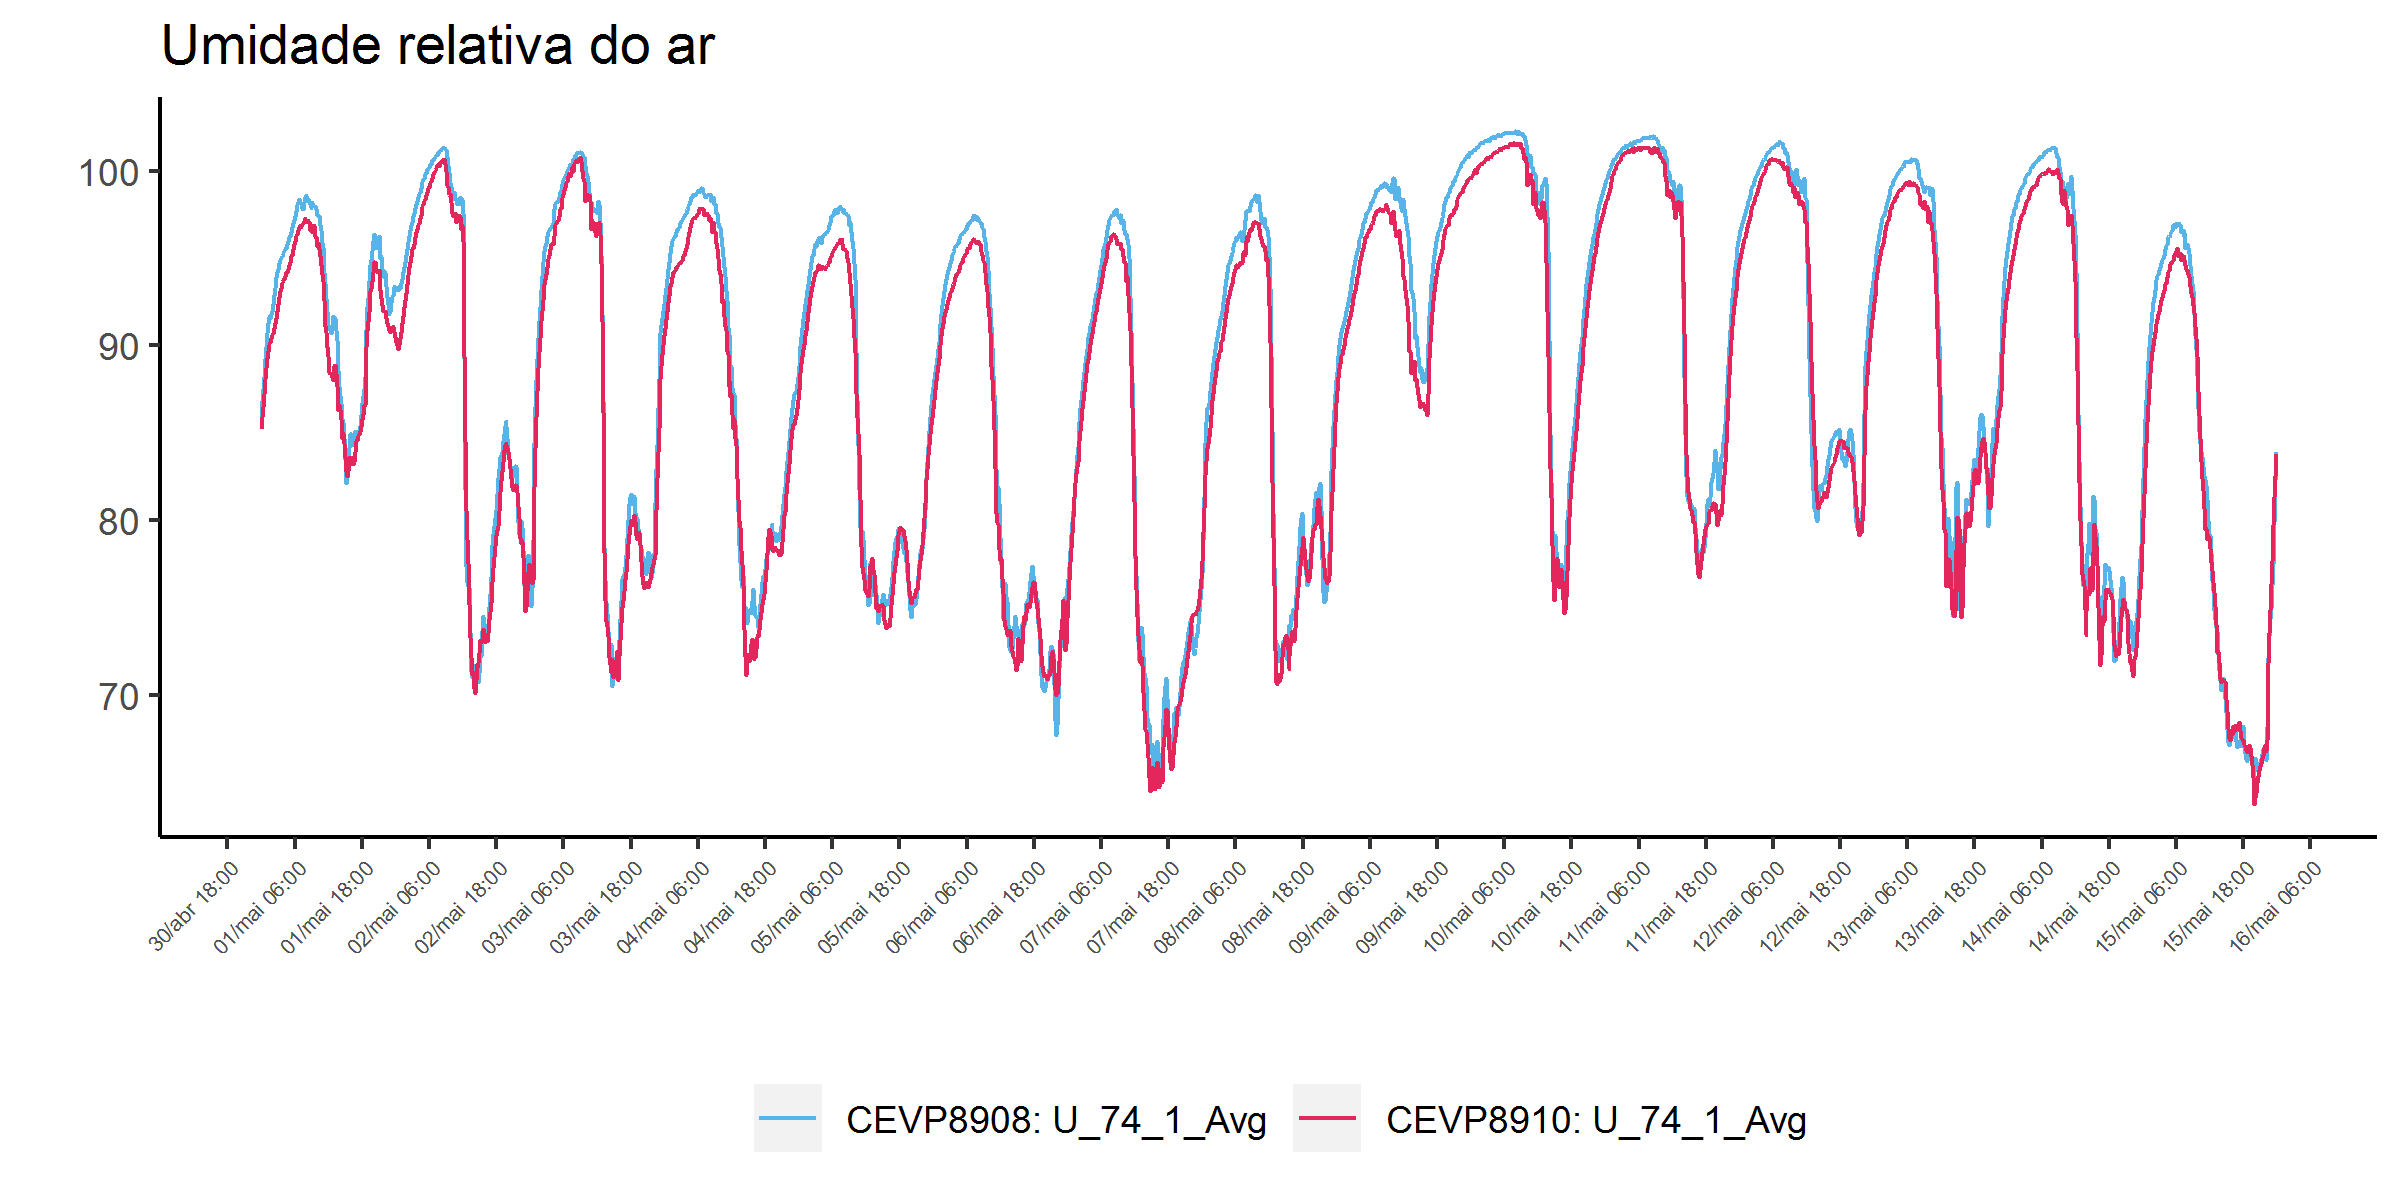 Umidade relativa do ar
100
90
80
70
30/abr 18:00
01/mai 06:00
01/mai 18:00
02/mai 06:00
02/mai 18:00
03/mai 06:00
03/mai 18:00
04/mai 06:00
04/mai 18:00
05/mai 06:00
05/mai 18:00
06/mai 06:00
06/mai 18:00
07/mai 06:00
07/mai 18:00
08/mai 06:00
08/mai 18:00
09/mai 06:00
09/mai 18:00
10/mai 06:00
10/mai 18:00
11/mai 06:00
11/mai 18:00
12/mai 06:00
12/mai 18:00
13/mai 06:00
13/mai 18:00
14/mai 06:00
14/mai 18:00
15/mai 06:00
15/mai 18:00
16/mai 06:00
CEVP8908: U_74_1_Avg
CEVP8910: U_74_1_Avg